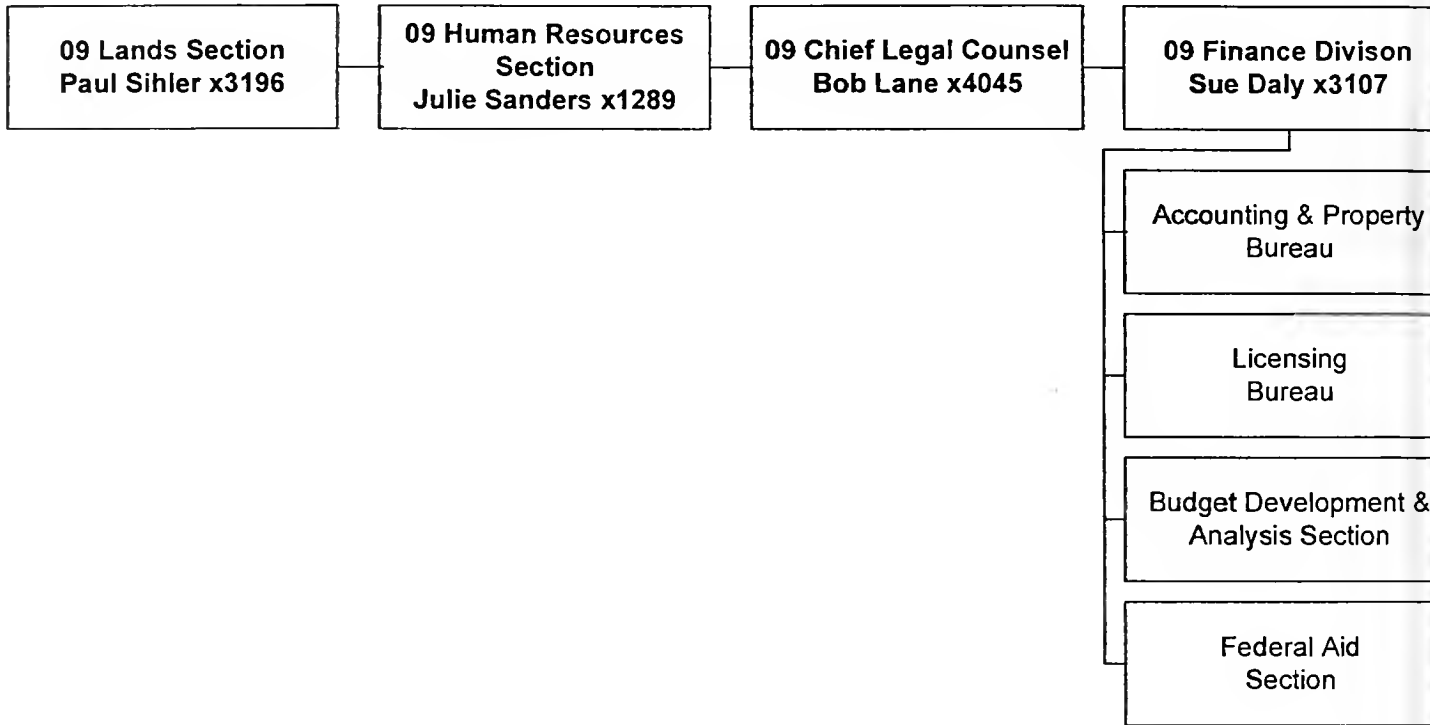 09 Lands Section
Paul Sihler x3196
09 Human Resources
Section
Julie Sanders x1289
09 Chief Legal Counsel
Bob Lane x4045
09 Finance Divison
Sue Daly x3107
Accounting & Property
Bureau
Licensing
Bureau
Budget Development &
Analysis Section
Federal Aid
Section